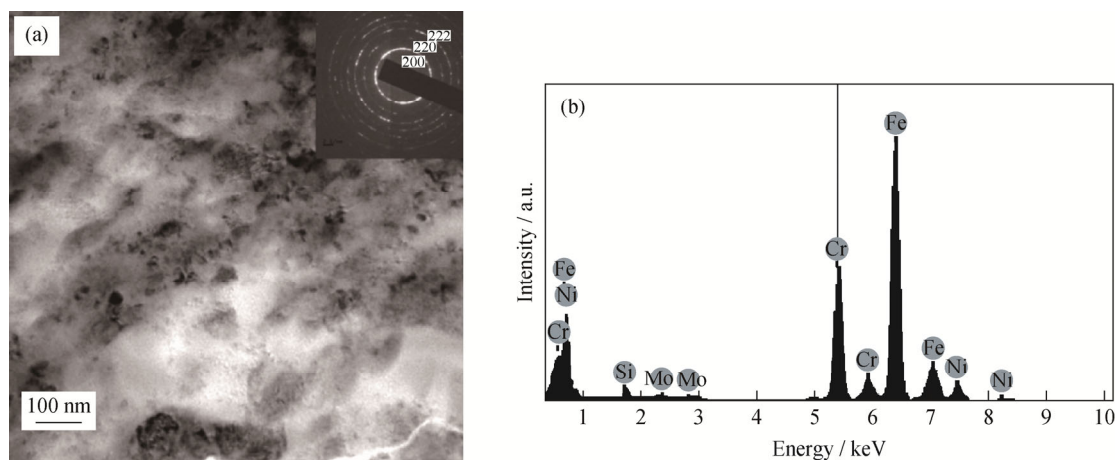 (a)
222
220
200
100 nm
(b)
Fe
Cr
Fe
Ni
Cr
Si
Mo
Mo
Cr
Fe
Ni
Ni
Intensity / a.u.
1 2 3 4 5 6 7 8 9 10
Energy / keV